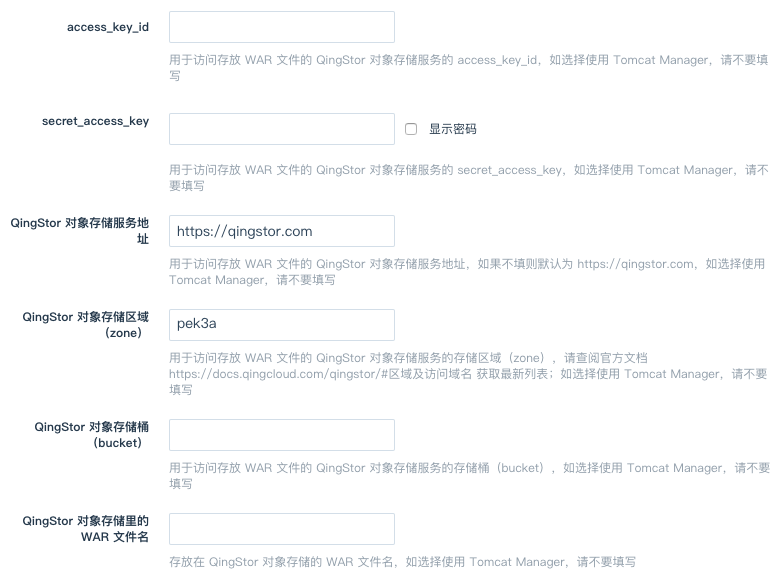 access_key_id
用于访问存放 WAR 文件的 QingStor 对象存储服务的 access_key_id，如选择使用 Tomcat Manager，请不要填
写
secret_access_key
显示密码
用于访问存放 WAR 文件的 QingStor 对象存储服务的 secret_access_key，如选择使用 Tomcat Manager，请不
要填写
QingStor 对象存储服务地
址
https://qingstor.com
用于访问存放 WAR 文件的 QingStor 对象存储服务地址，如果不填则默认为 https://qingstor.com，如选择使用
Tomcat Manager，请不要填写
QingStor 对象存储区域
（zone）
pek3a
用于访问存放 WAR 文件的 QingStor 对象存储服务的存储区域（zone），请查阅官方文档
https://docs.qingcloud.com/qingstor/#区域及访问域名 获取最新列表；如选择使用 Tomcat Manager，请不要
填写
QingStor 对象存储桶
（bucket）
用于访问存放 WAR 文件的 QingStor 对象存储服务的存储桶（bucket），如选择使用 Tomcat Manager，请不要
填写
QingStor 对象存储里的
WAR 文件名
存放在 QingStor 对象存储的 WAR 文件名，如选择使用 Tomcat Manager，请不要填写